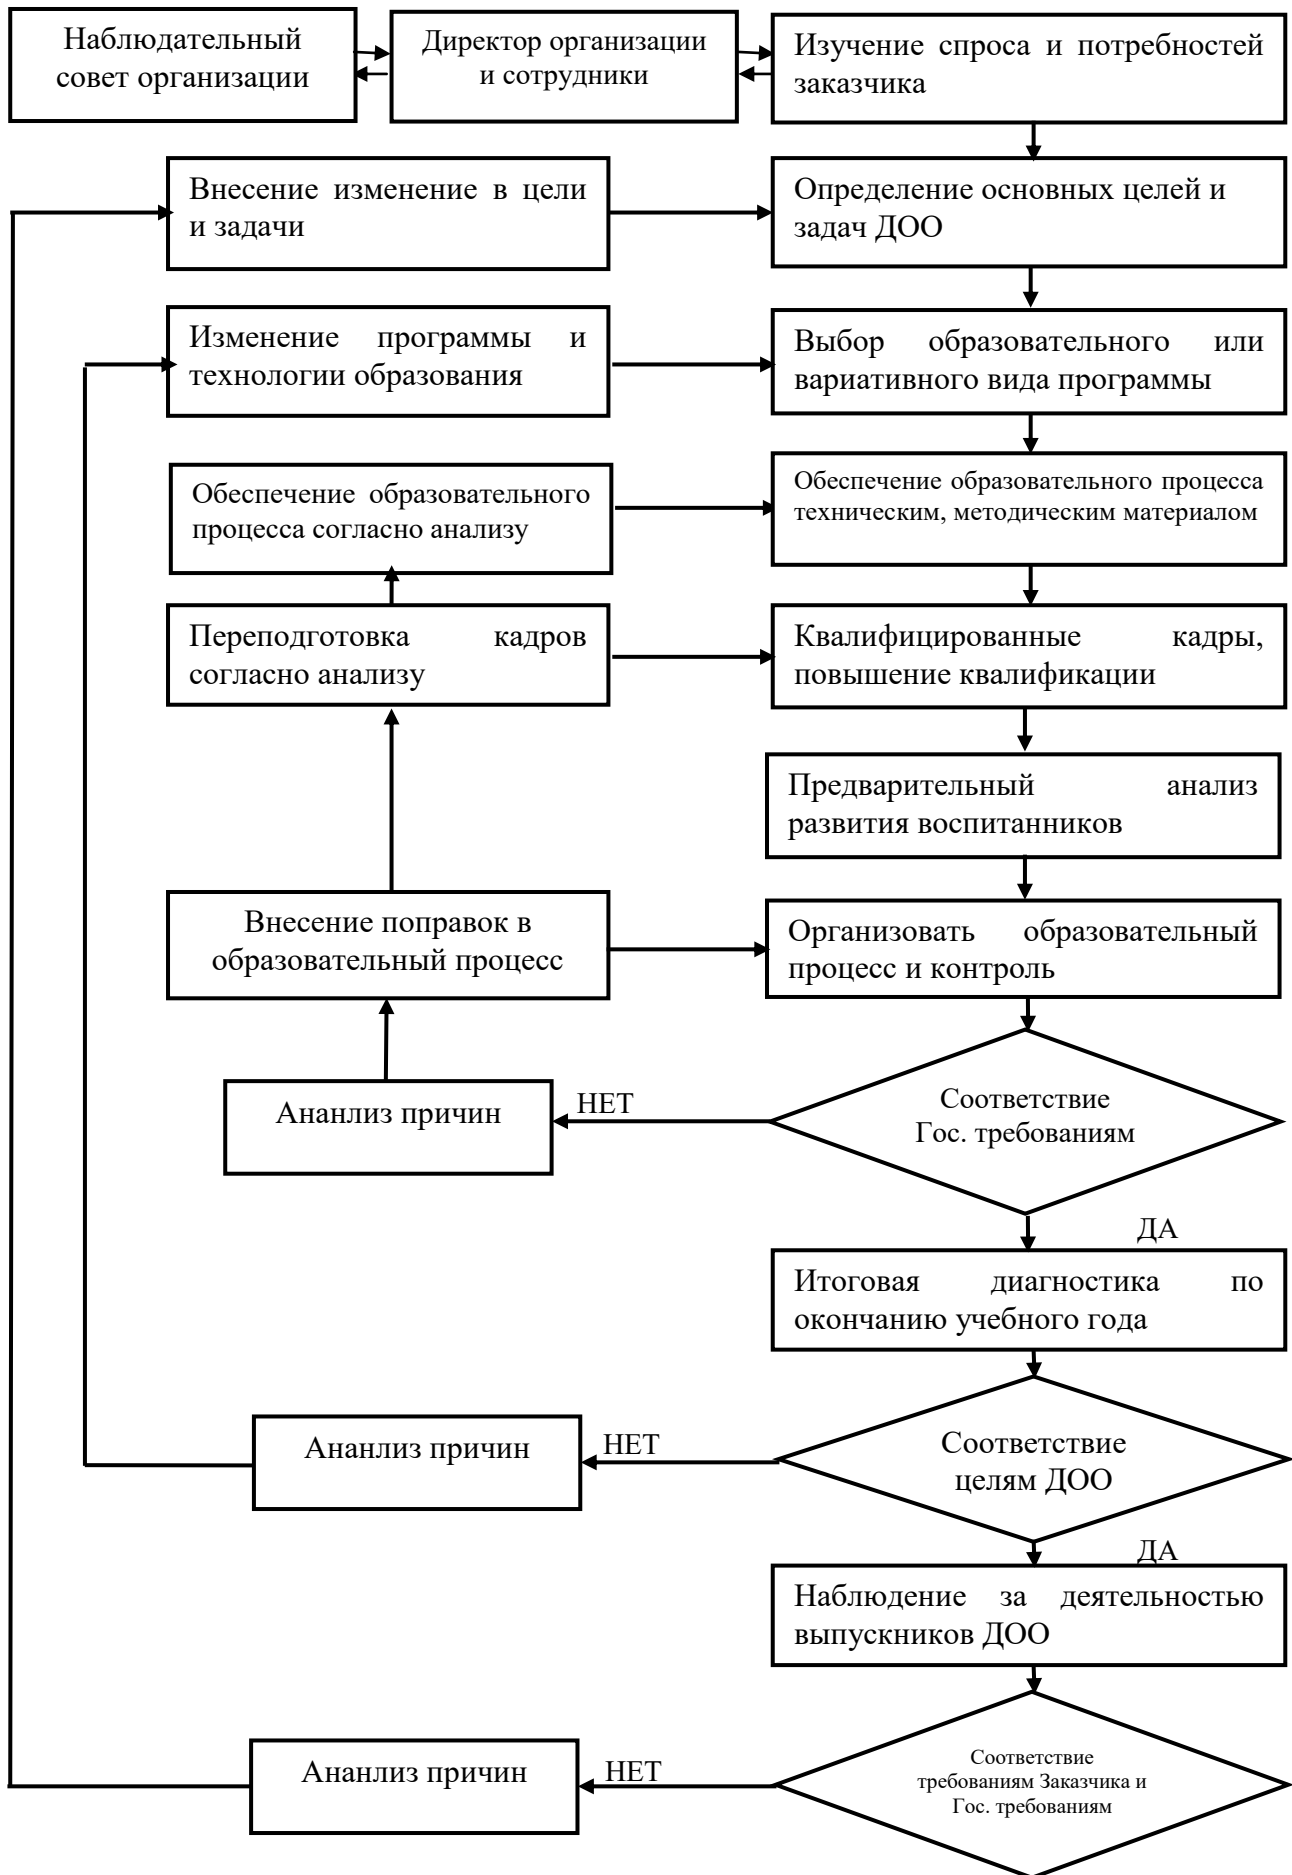 Наблюдательный
совет организации
Директор организации
и сотрудники
Изучение спроса и потребностей
заказчика
Внесение изменение в цели
и задачи
Определение основных целей и
задач ДОО
Изменение программы и
технологии образования
Выбор образовательного или
вариативного вида программы
Обеспечение образовательного
процесса согласно анализу
Обеспечение образовательного процесса
техническим, методическим материалом
Переподготовка кадров
согласно анализу
Квалифицированные кадры,
повышение квалификации
Предварительный анализ
развития воспитанников
Внесение поправок в
образовательный процесс
Организовать образовательный
процесс и контроль
Ананлиз причин
НЕТ
Соответствие
Гос. требованиям
ДА
Итоговая диагностика по
окончанию учебного года
Ананлиз причин
НЕТ
Соответствие
целям ДОО
ДА
Наблюдение за деятельностью
выпускников ДОО
Ананлиз причин
НЕТ
Соответствие
требованиям Заказчика и
Гос. требованиям